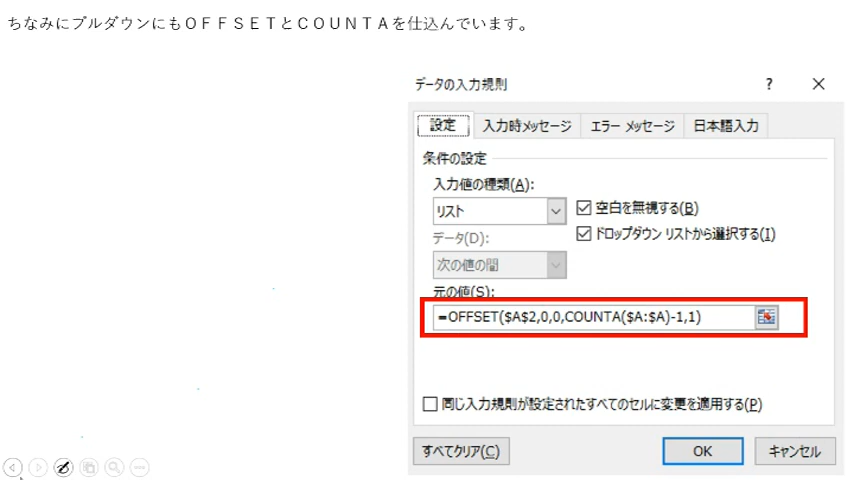 ちなみにプルダウンにもＯＦＦＳＥＴとＣＯＵＮＴＡを仕込んでいます。
データの入力規則
?
設定 入力時メッセージ エラー メッセージ 日本語入力
条件の設定
入力値の種類(A):
リスト
空白を無視する(B)
データ(D):
ドロップダウン リストから選択する(I)
次の値の間
元の値(S):
=OFFSET($A$2,0,0,COUNTA($A:$A)-1,1)
同じ入力規則が設定されたすべてのセルに変更を適用する(P)
すべてクリア(C) OK キャンセル